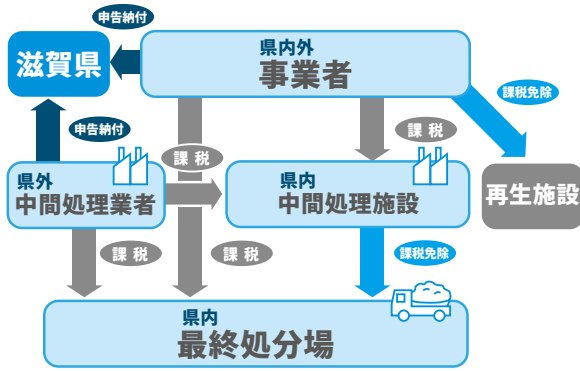 申告納付
滋賀県
県内外
事業者
課税免除
申告納付
課 税
課 税
県外
中間処理業者
県内
中間処理施設
再生施設
課 税
課 税
課税免除
県内
最終処分場